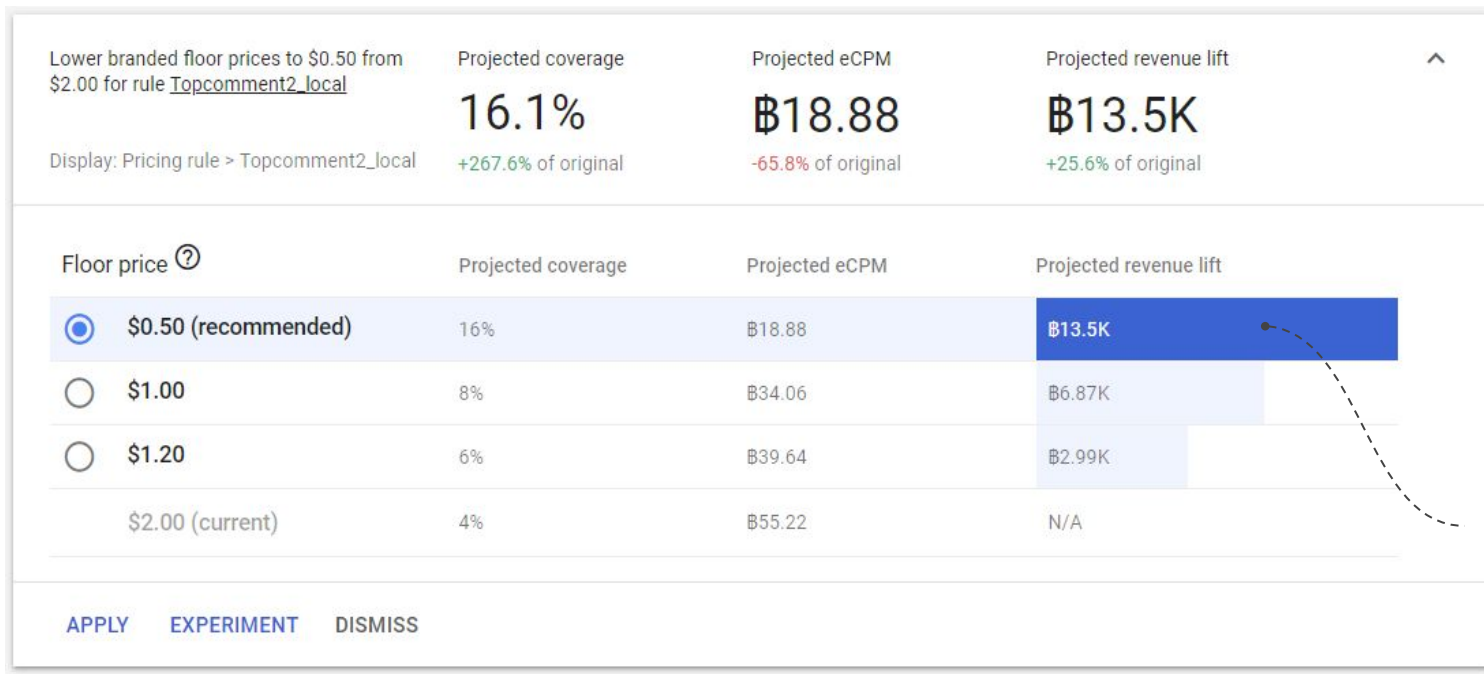 Lower branded floor prices to $0.50 from
$2.00 for rule Topcomment2_local
Display: Pricing rule > Topcomment2_local
Projected coverage
16.1%
+267.6% of original
Projected eCPM
฿18.88
-65.8% of original
Projected revenue lift
฿13.5K
+25.6% of original
Floor price ? Projected coverage Projected eCPM Projected revenue lift
$0.50 (recommended) 16% ฿18.88 ฿13.5K
$1.00 8% ฿34.06 ฿6.87K
$1.20 6% ฿39.64 ฿2.99K
$2.00 (current) 4% ฿55.22 N/A
APPLY EXPERIMENT DISMISS